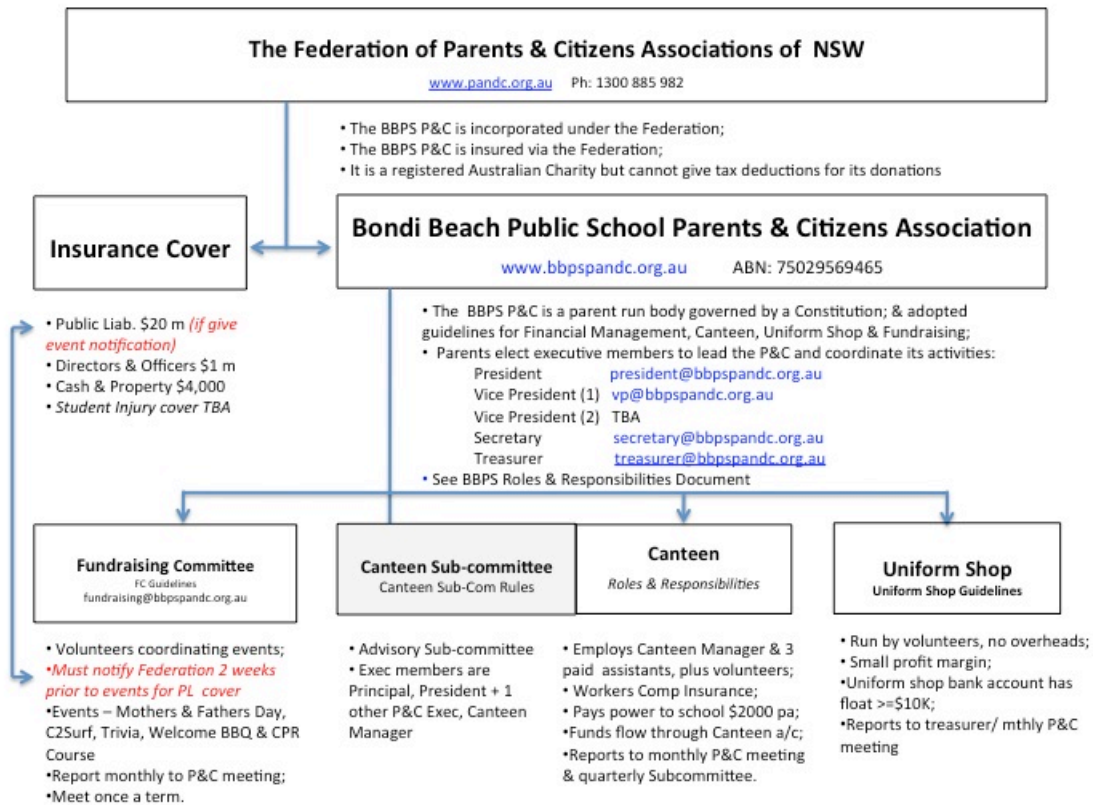 The Federation of Parents & Citizens Associations of NSW
www.pandc.org.au Ph: 1300 885 982
• The BBPS P&C is incorporated under the Federation;
• The BBPS P&C is insured via the Federation;
• It is a registered Australian Charity but cannot give tax deductions for its donations
Insurance Cover
Bondi Beach Public School Parents & Citizens Association
www.bbpspandc.org.au ABN: 75029569465
• Public Liab. $20 m (if give
event notification)
• Directors & Officers $1 m
• Cash & Property $4,000
• Student Injury cover TBA
• The BBPS P&C is a parent run body governed by a Constitution; & adopted
guidelines for Financial Management, Canteen, Uniform Shop & Fundraising;
• Parents elect executive members to lead the P&C and coordinate its activities:
President president@bbpspandc.org.au
Vice President (1) vp@bbpspandc.org.au
Vice President (2) TBA
Secretary secretary@bbpspandc.org.au
Treasurer treasurer@bbpspandc.org.au
• See BBPS Roles & Responsibilities Document
Fundraising Committee
FC Guidelines
fundraising@bbpspandc.org.au
• Volunteers coordinating events;
•Must notify Federation 2 weeks
prior to events for PL cover
•Events – Mothers & Fathers Day,
C2Surf, Trivia, Welcome BBQ & CPR
Course
•Report monthly to P&C meeting;
•Meet once a term.
Canteen Sub-committee
Canteen Sub-Com Rules
• Advisory Sub-committee
• Exec members are
Principal, President + 1
other P&C Exec, Canteen
Manager
Canteen
Roles & Responsibilities
• Employs Canteen Manager & 3
paid assistants, plus volunteers;
• Workers Comp Insurance;
• Pays power to school $2000 pa;
• Funds flow through Canteen a/c;
•Reports to monthly P&C meeting
& quarterly Subcommittee.
Uniform Shop
Uniform Shop Guidelines
• Run by volunteers, no overheads;
• Small profit margin;
•Uniform shop bank account has
float >=$10K;
•Reports to treasurer/ mthly P&C
meeting